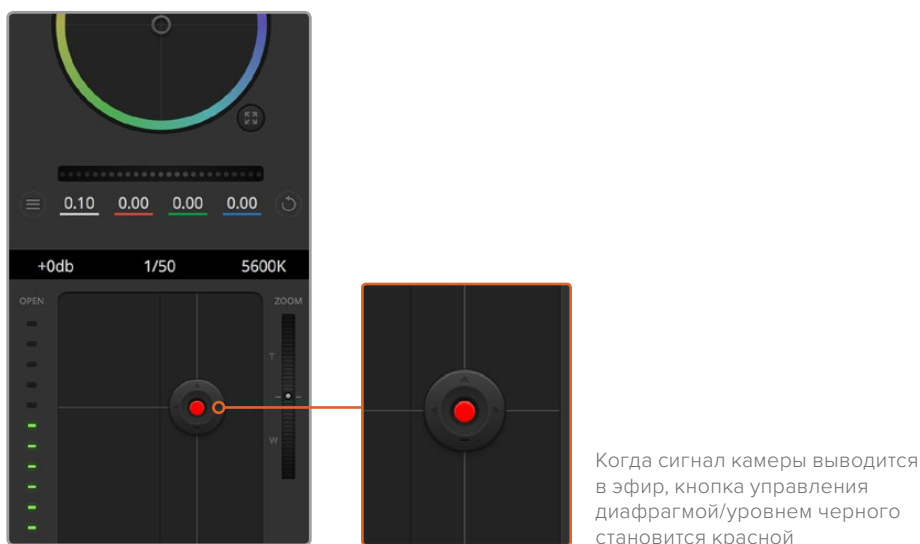 0.10 0.00 0.00 0.00
+0db 1/50 5600K
OPEN ZOOM
T
W
Когда сигнал камеры выводится
в эфир, кнопка управления
диафрагмой/уровнем черного
становится красной